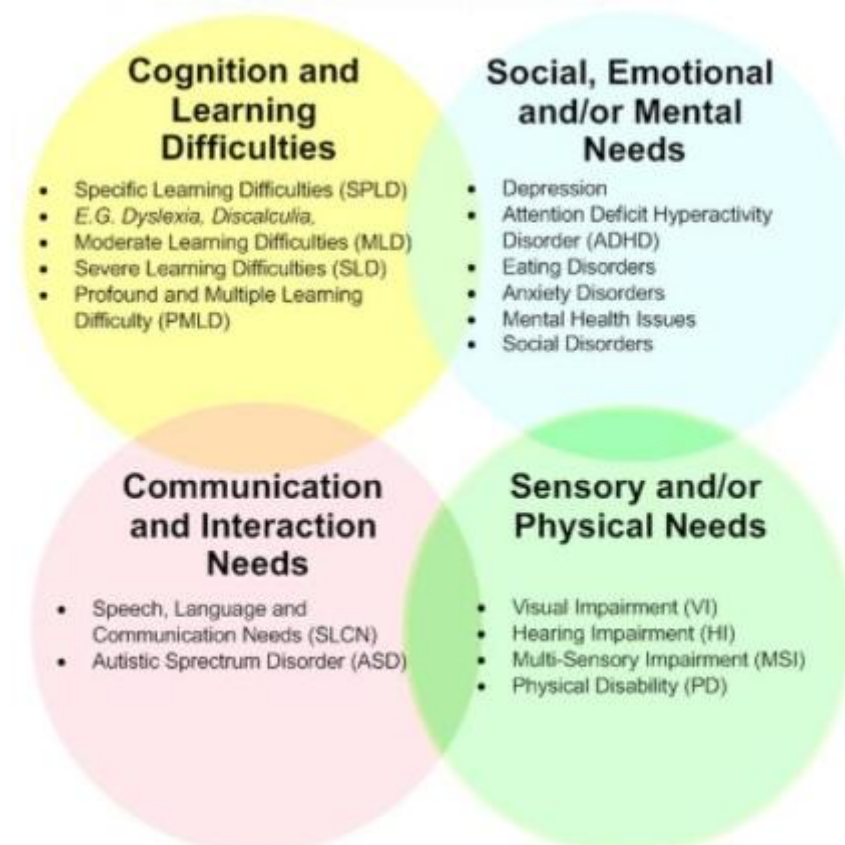 Cognition and
Learning
Difficulties
• Specific Learning Difficulties (SPLD)
• E.G. Dyslexia, Discalculia,
• Moderate Learning Difficulties (MLD)
• Severe Learning Difficulties (SLD)
• Profound and Multiple Learning
Difficulty (PMLD)
Social, Emotional
and/or Mental
Needs
• Depression
• Attention Deficit Hyperactivity
Disorder (ADHD)
• Eating Disorders
• Anxiety Disorders
• Mental Health Issues
• Social Disorders
Communication
and Interaction
Needs
• Speech, Language and
Communication Needs (SLCN)
• Autistic Sprectrum Disorder (ASD)
Sensory and/or
Physical Needs
• Visual Impairment (VI)
• Hearing Impairment (HI)
• Multi-Sensory Impairment (MSI)
• Physical Disability (PD)